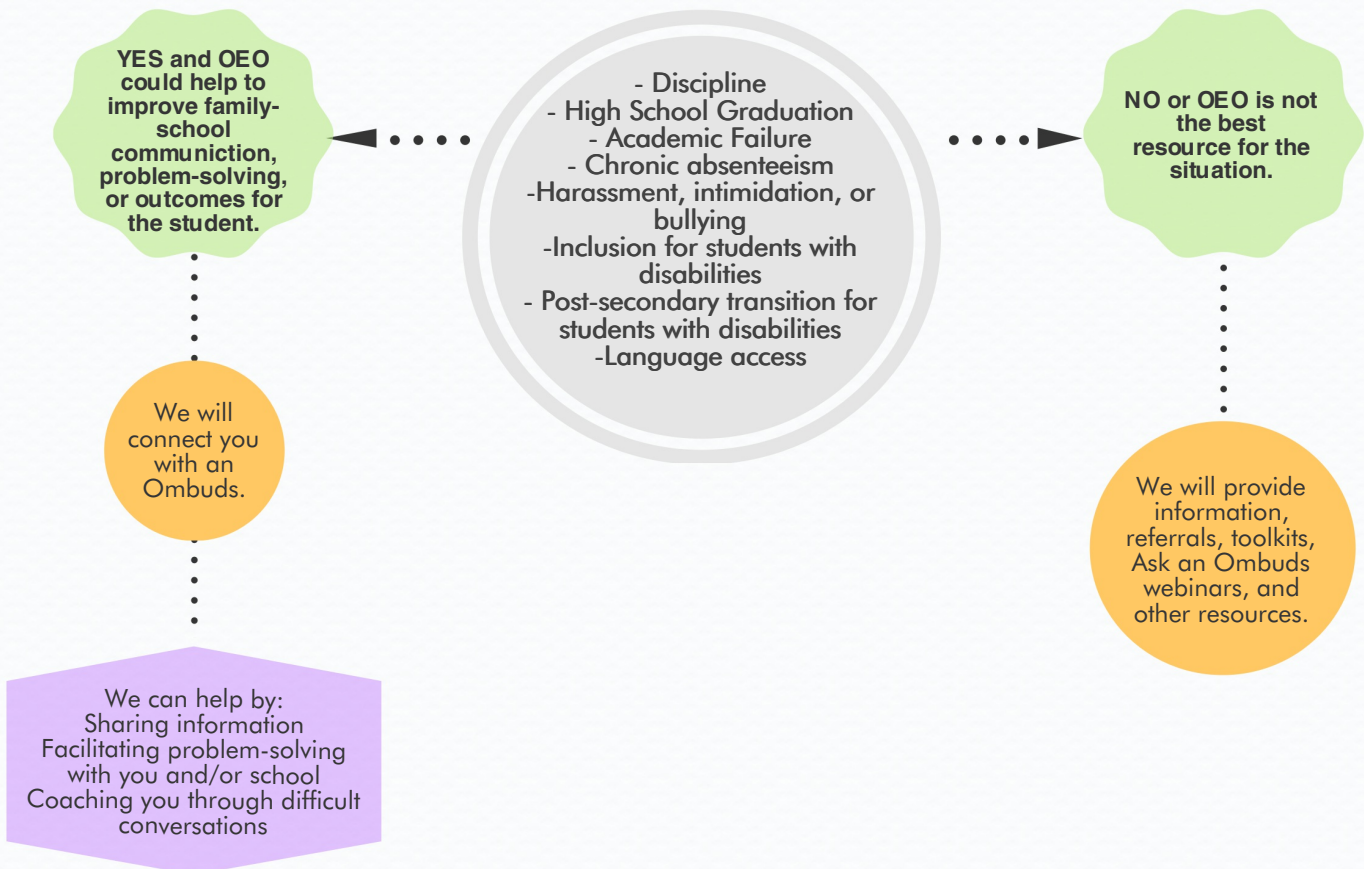 YES and OEO
could help to
improve family-
school
communiction,
problem-solving,
or outcomes for
the student.
- Discipline
- High School Graduation
- Academic Failure
- Chronic absenteeism
-Harassment, intimidation, or
bullying
-Inclusion for students with
disabilities
- Post-secondary transition for
students with disabilities
-Language access
NO or OEO is not
the best
resource for the
situation.
We will
connect you
with an
Ombuds.
We will provide
information,
referrals, toolkits,
Ask an Ombuds
webinars, and
other resources.
We can help by:
Sharing information
Facilitating problem-solving
with you and/or school
Coaching you through difficult
conversations